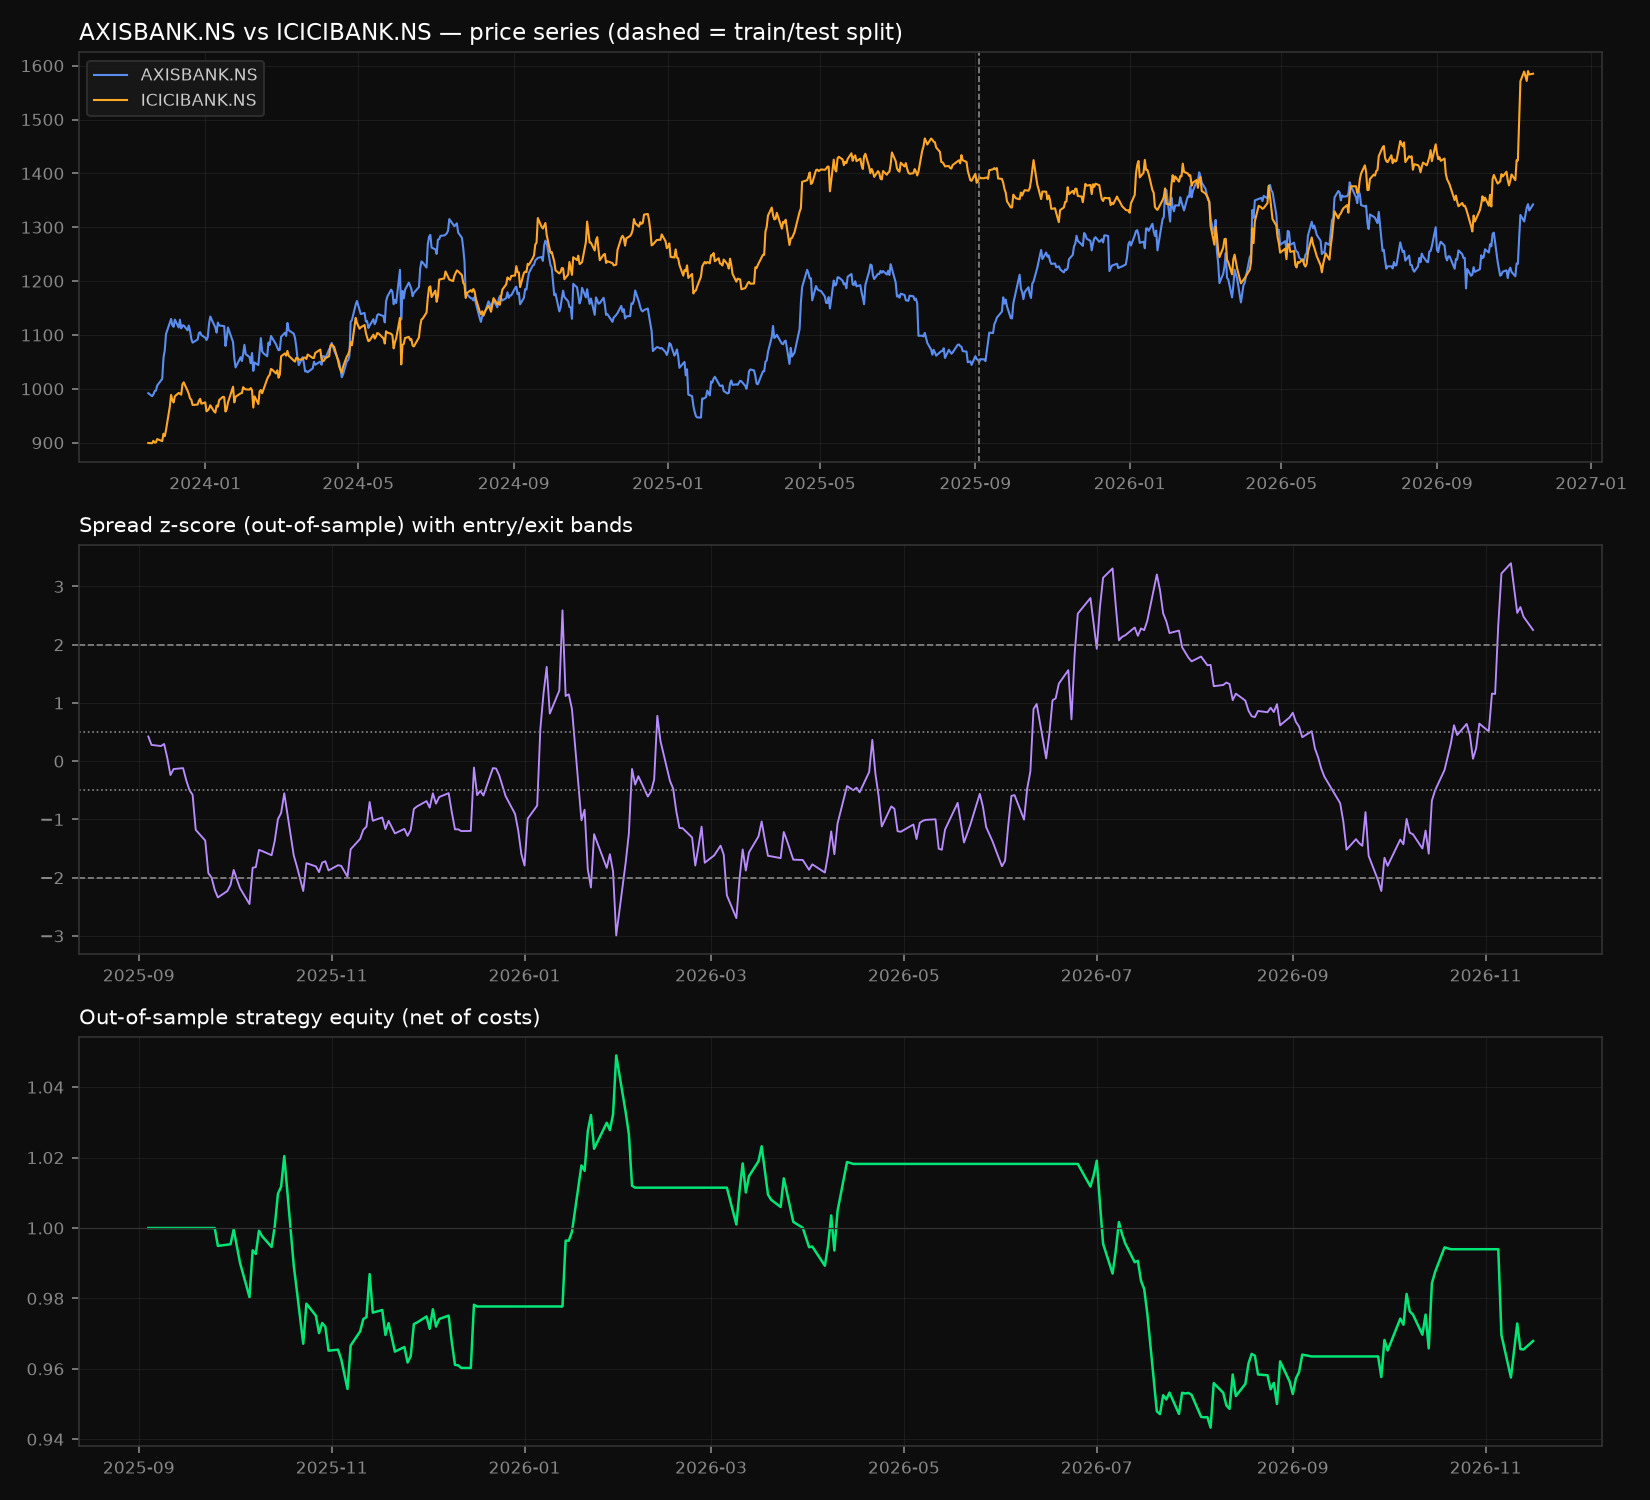 AXISBANK.NS vs ICICIBANK.NS — price series (dashed = train/test split)
AXISBANK.NS
ICICIBANK.NS
1600
1500
1400
1300
1200
1100
1000
900
2024-01 2024-05 2024-09 2025-01 2025-05 2025-09 2026-01 2026-05 2026-09 2027-01
Spread z-score (out-of-sample) with entry/exit bands
3
2
1
0
−1
−2
−3
2025-09 2025-11 2026-01 2026-03 2026-05 2026-07 2026-09 2026-11
Out-of-sample strategy equity (net of costs)
1.04
1.02
1.00
0.98
0.96
0.94
2025-09 2025-11 2026-01 2026-03 2026-05 2026-07 2026-09 2026-11